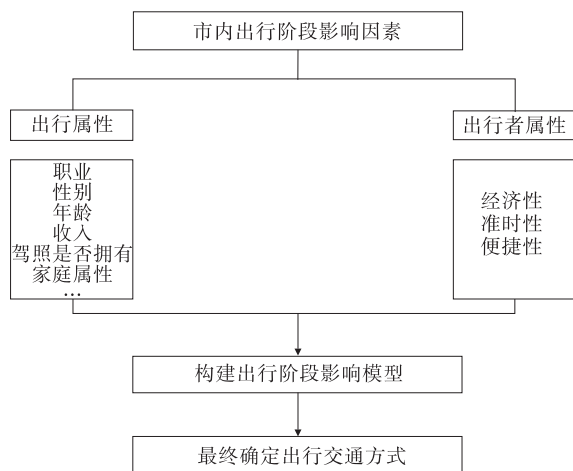 市内出行阶段影响因素
出行属性
出行者属性
职业
性别
年龄
收入
驾照是否拥有
家庭属性
…
经济性
准时性
便捷性
构建出行阶段影响模型
最终确定出行交通方式